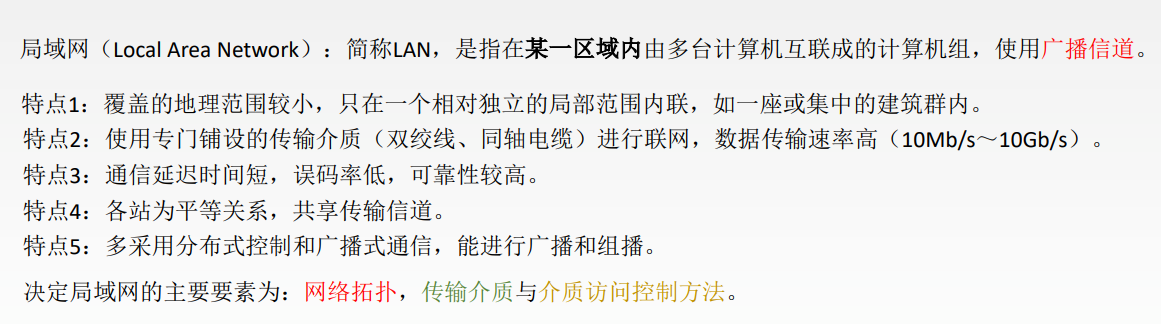 局域网（Local Area Network）：简称LAN，是指在某一区域内由多台计算机互联成的计算机组，使用广播信道。
特点1：覆盖的地理范围较小，只在一个相对独立的局部范围内联，如一座或集中的建筑群内。
特点2：使用专门铺设的传输介质（双绞线、同轴电缆）进行联网，数据传输速率高（10Mb/s～10Gb/s）。
特点3：通信延迟时间短，误码率低，可靠性较高。
特点4：各站为平等关系，共享传输信道。
特点5：多采用分布式控制和广播式通信，能进行广播和组播。
决定局域网的主要要素为：网络拓扑，传输介质与介质访问控制方法。